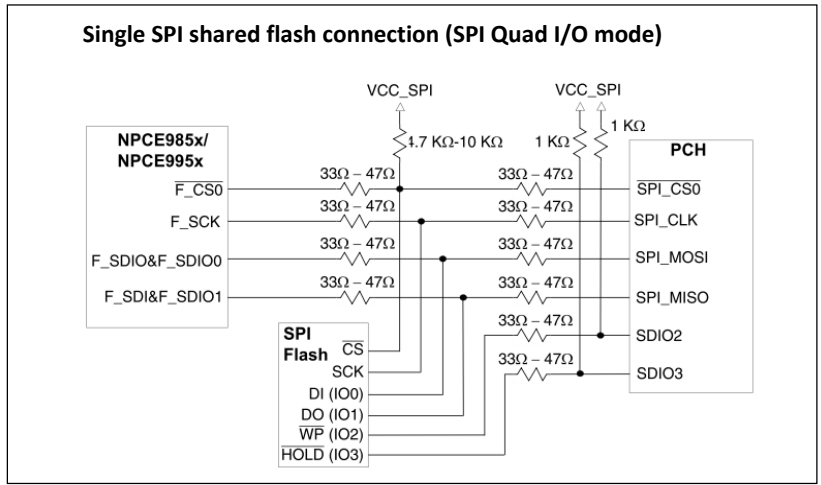 Single SPI shared flash connection (SPI Quad I/O mode)
VCC_SPI
VCC_SPI
4.7 KΩ-10 KΩ
1 KΩ
1 KΩ
NPCE985x/
NPCE995x
PCH
33Ω – 47Ω
33Ω – 47Ω
F_CS0
SPI_CS0
33Ω – 47Ω
33Ω – 47Ω
F_SCK
SPI_CLK
33Ω – 47Ω
33Ω – 47Ω
F_SDIO&F_SDIO0
SPI_MOSI
33Ω – 47Ω
33Ω – 47Ω
F_SDI&F_SDIO1
SPI_MISO
33Ω – 47Ω
SDIO2
33Ω – 47Ω
SDIO3
SPI
Flash
CS
SCK
DI (IO0)
DO (IO1)
WP (IO2)
HOLD (IO3)